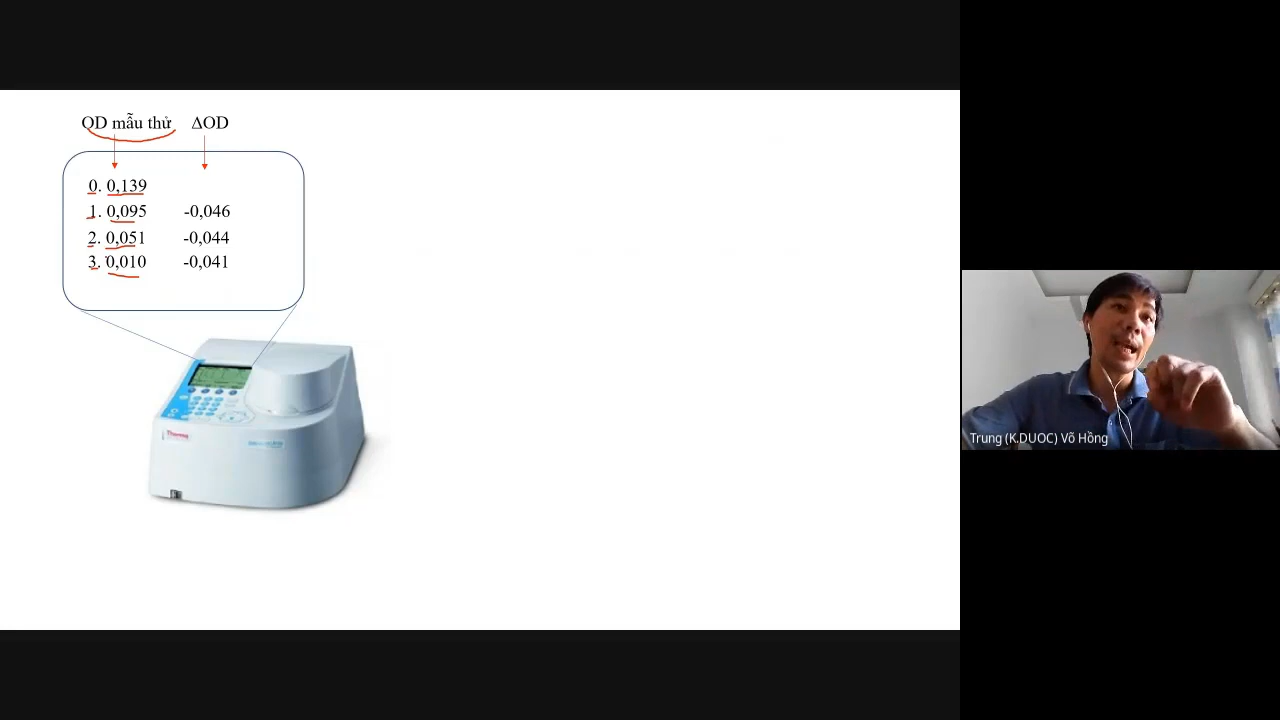 OD mẫu thử ΔOD
0. 0,139
1. 0,095 -0,046
2. 0,051 -0,044
3. 0,010 -0,041
Thermo
Trung (K.DUOC) Võ Hồng